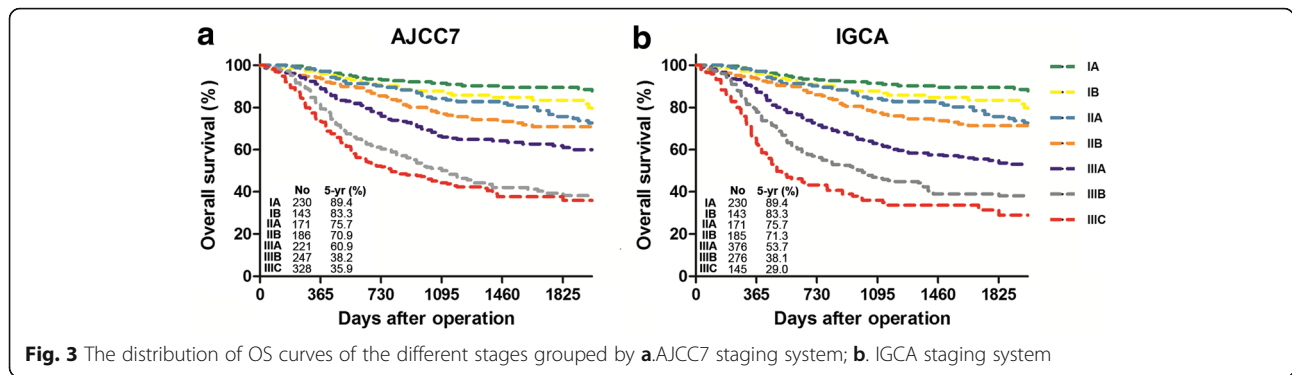 a AJCC7
Overall survival (%)
100
80
60
40
20
0
No 5-yr (%)
IA 230 89.4
IB 143 83.3
IIA 171 75.7
IIB 186 70.9
IIIA 221 60.9
IIIB 247 38.2
IIIC 328 35.9
0 365 730 1095 1460 1825
Days after operation
b IGCA
Overall survival (%)
100
80
60
40
20
0
No 5-yr (%)
IA 230 89.4
IB 143 83.3
IIA 171 75.7
IIB 185 71.3
IIIA 376 53.7
IIIB 276 38.1
IIIC 145 29.0
0 365 730 1095 1460 1825
Days after operation
IA
IB
IIA
IIB
IIIA
IIIB
IIIC
Fig. 3 The distribution of OS curves of the different stages grouped by a.AJCC7 staging system; b. IGCA staging system